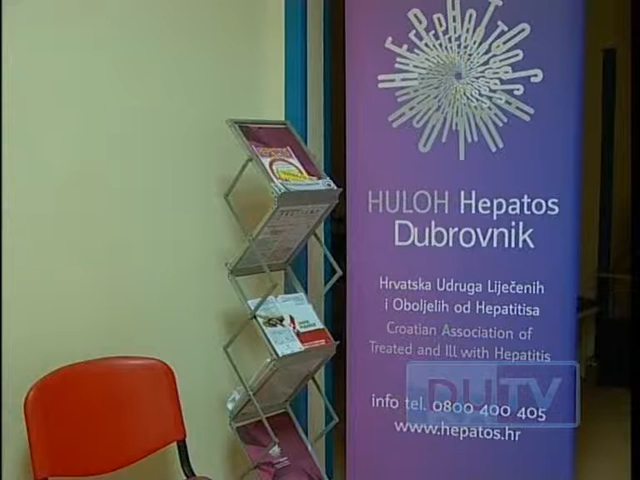 HULOH Hepatos
Dubrovnik
Hrvatska Udruga Liječenih
i Oboljelih od Hepatitisa
Croatian Association of
Treated and Ill with Hepatitis
DUTV
info tel. 0800 400 405
www.hepatos.hr